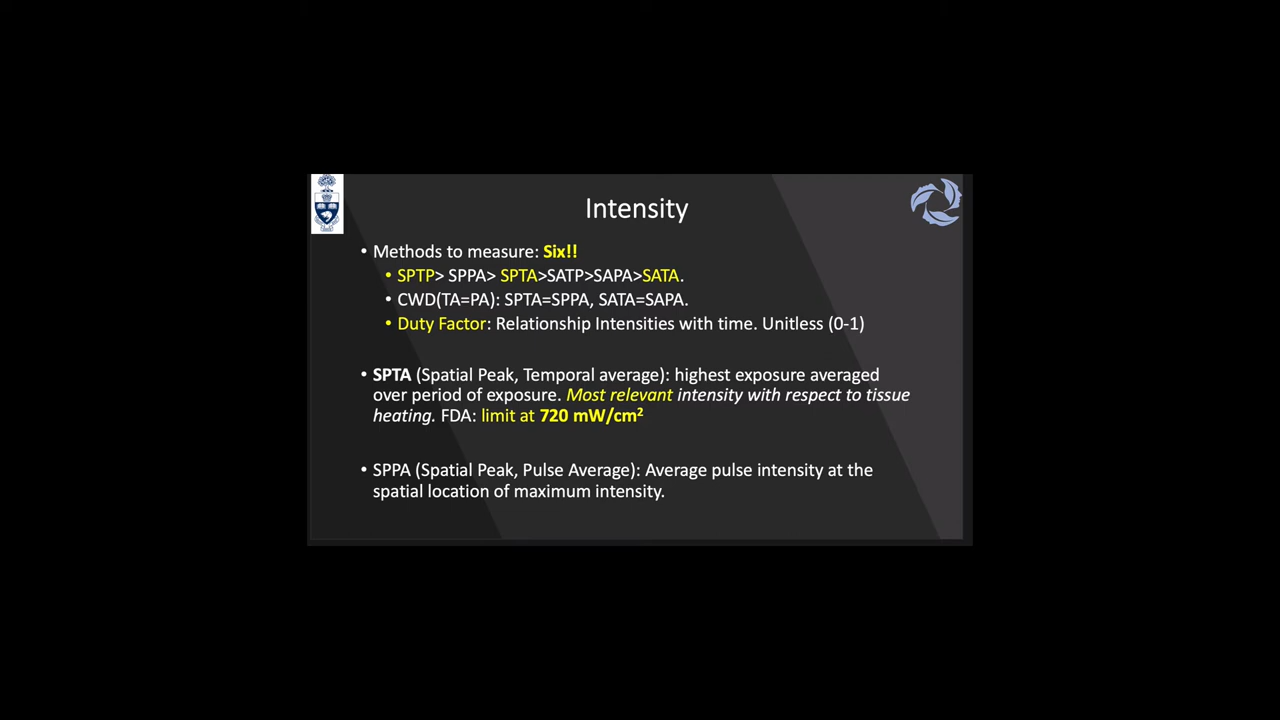 Intensity
• Methods to measure: Six!!
• SPTP> SPPA> SPTA>SATP>SAPA>SATA.
• CWD(TA=PA): SPTA=SPPA, SATA=SAPA.
• Duty Factor: Relationship Intensities with time. Unitless (0-1)
• SPTA (Spatial Peak, Temporal average): highest exposure averaged
over period of exposure. Most relevant intensity with respect to tissue
heating. FDA: limit at 720 mW/cm²
• SPPA (Spatial Peak, Pulse Average): Average pulse intensity at the
spatial location of maximum intensity.